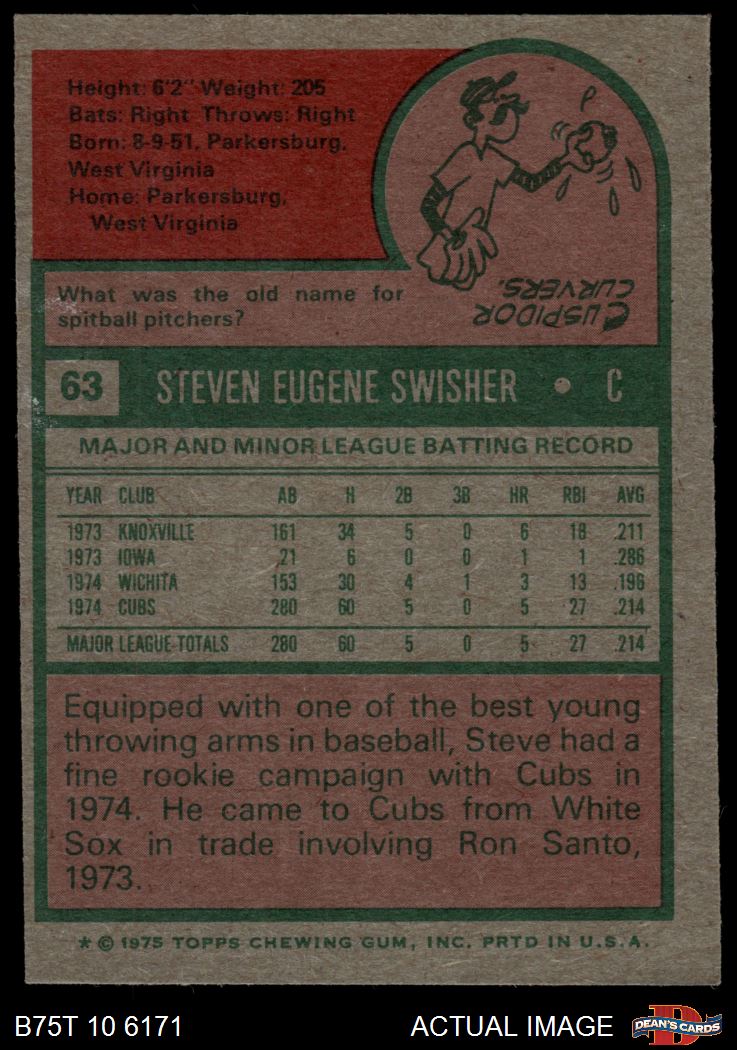 Height: 6'2" Weight: 205
Bats: Right Throws: Right
Born: 8-9-51, Parkersburg,
West Virginia
Home: Parkersburg,
West Virginia
What was the old name for
spitball pitchers?
CUSPIDOR
CURVERS.
63 STEVEN EUGENE SWISHER • C
MAJOR AND MINOR LEAGUE BATTING RECORD
YEAR CLUB AB H 2B 3B HR RBI AVG
1973 KNOXVILLE 161 34 5 0 6 18 .211
1973 IOWA 21 6 0 0 1 1 .286
1974 WICHITA 153 30 4 1 3 13 .196
1974 CUBS 280 60 5 0 5 27 .214
MAJOR LEAGUE TOTALS 280 60 5 0 5 27 .214
Equipped with one of the best young
throwing arms in baseball, Steve had a
fine rookie campaign with Cubs in
1974. He came to Cubs from White
Sox in trade involving Ron Santo,
1973.
* © 1975 TOPPS CHEWING GUM, INC. PRTD IN U.S.A.
B75T 10 6171 ACTUAL IMAGE DEAN'S CARDS